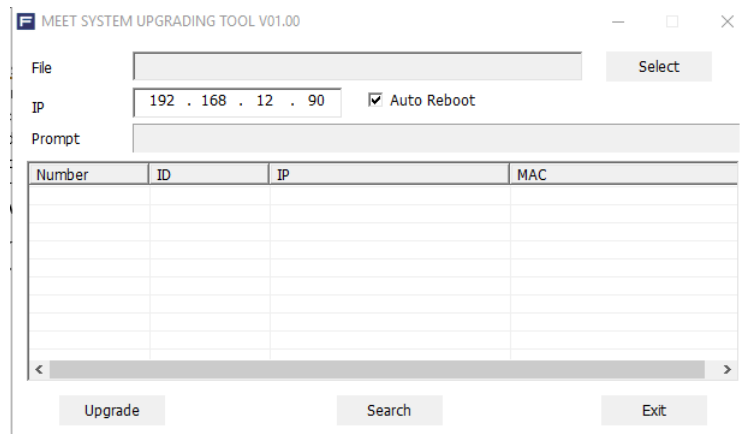 F MEET SYSTEM UPGRADING TOOL V01.00
File Select
IP 192 . 168 . 12 . 90 Auto Reboot
Prompt
Number ID IP MAC
Upgrade Search Exit